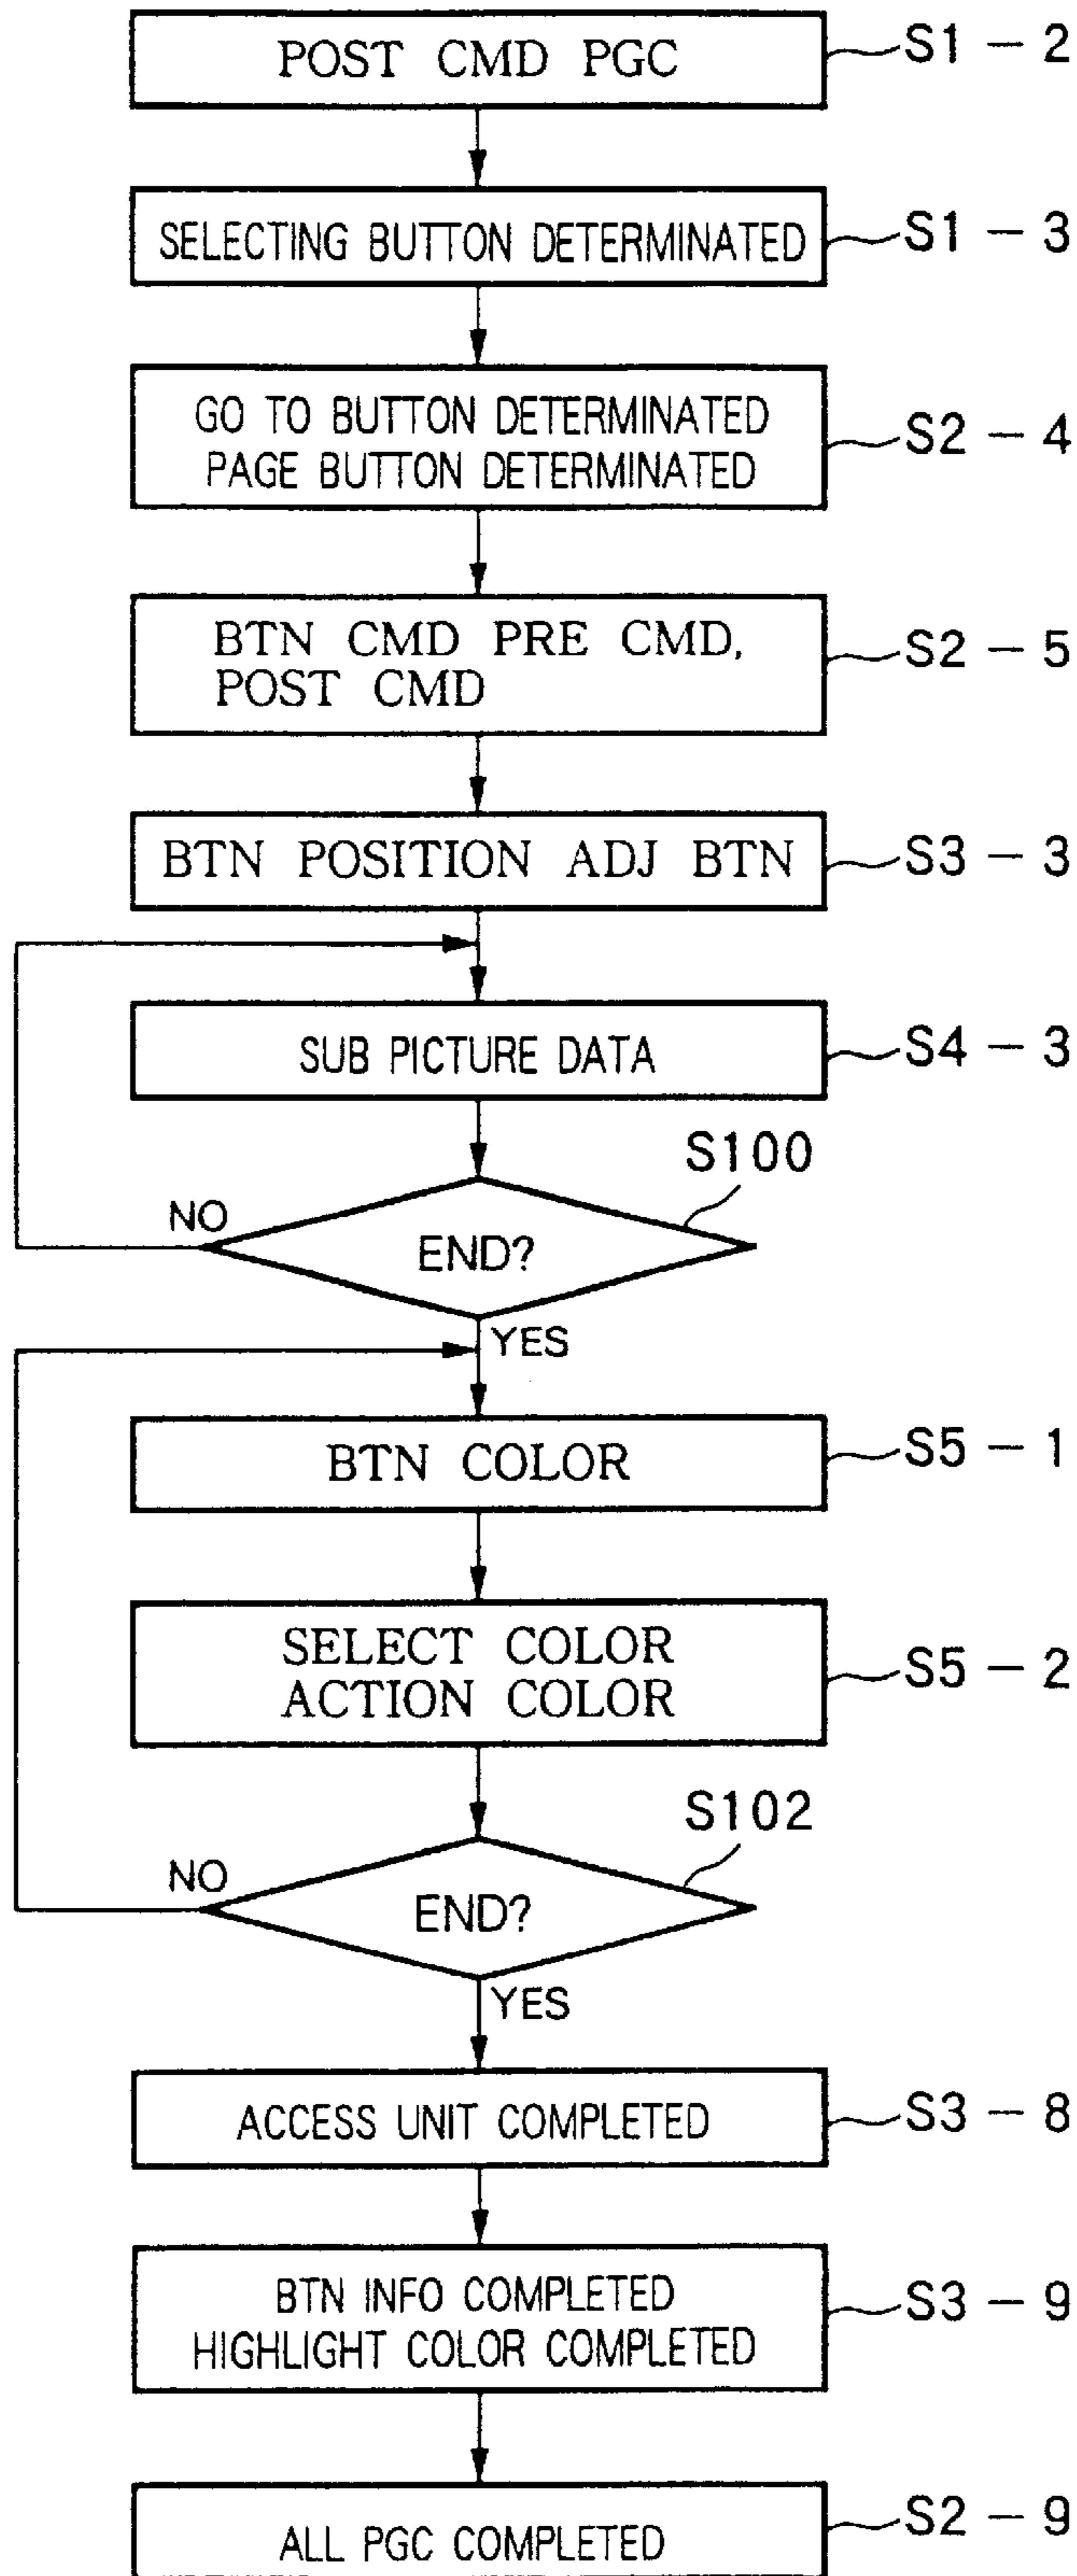 POST CMD PGC
S1-2
SELECTING BUTTON DETERMINATED
S1-3
GO TO BUTTON DETERMINATED
PAGE BUTTON DETERMINATED
S2-4
BTN CMD PRE CMD,
POST CMD
S2-5
BTN POSITION ADJ BTN
S3-3
SUB PICTURE DATA
S4-3
S100
NO
END?
YES
BTN COLOR
S5-1
SELECT COLOR
ACTION COLOR
S5-2
S102
NO
END?
YES
ACCESS UNIT COMPLETED
S3-8
BTN INFO COMPLETED
HIGHLIGHT COLOR COMPLETED
S3-9
ALL PGC COMPLETED
S2-9